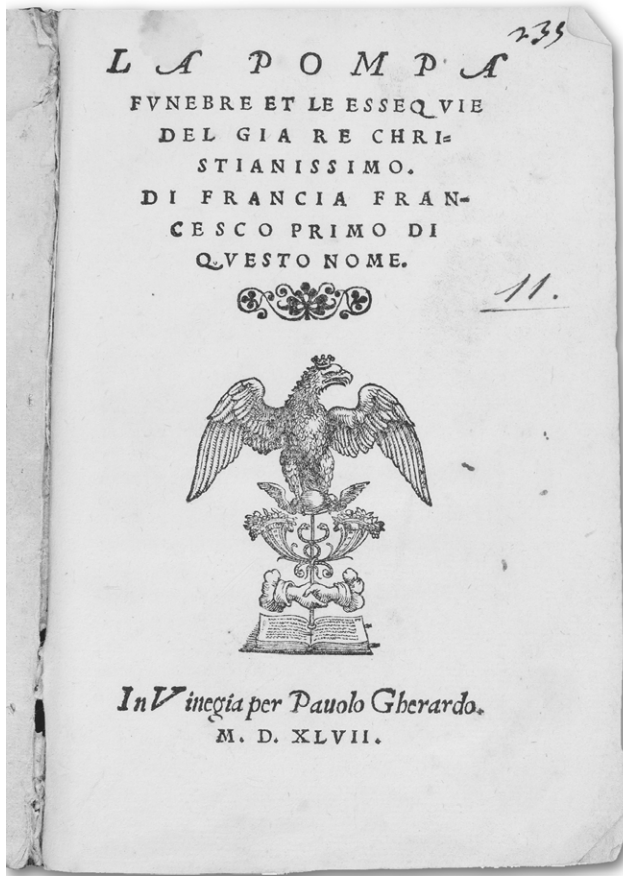 235
LA POMPA
FVNEBRE ET LE ESSEQVIE
DEL GIA RE CHRI=
STIANISSIMO.
DI FRANCIA FRAN-
CESCO PRIMO DI
QVESTO NOME.
11.
In Vinegia per Pauolo Gherardo.
M. D. XLVII.